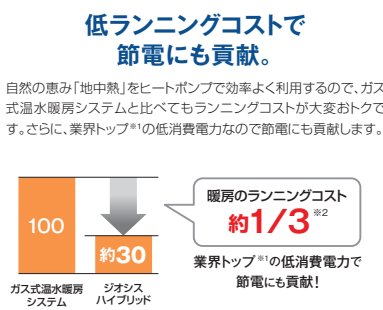 低ランニングコストで
節電にも貢献。
自然の恵み「地中熱」をヒートポンプで効率よく利用するので、ガス
式温水暖房システムと比べてもランニングコストが大変おトクで
す。さらに、業界トップ※1の低消費電力なので節電にも貢献します。
100
約30
ガス式温水暖房
システム
ジオシス
ハイブリッド
暖房のランニングコスト
約1/3※2
業界トップ※1の低消費電力で
節電にも貢献！